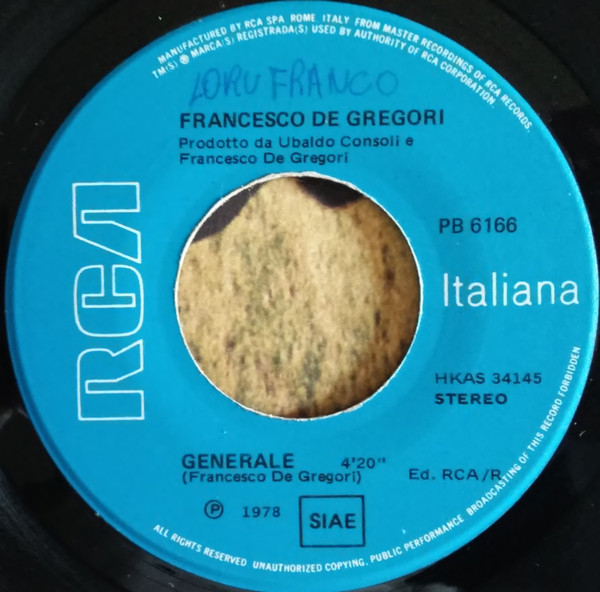 MANUFACTURED BY RCA SPA ROME, ITALY FROM MASTER RECORDINGS OF RCA RECORDS.
TM(S) ® MARCA(S) REGISTRADA(S) USED BY AUTHORITY OF RCA CORPORATION.
LORU FRANCO
FRANCESCO DE GREGORI
Prodotto da Ubaldo Consoli e
Francesco De Gregori
RCA
PB 6166
Italiana
HKAS 34145
STEREO
GENERALE 4'20"
(Francesco De Gregori)
Ed. RCA/R.
℗ 1978 SIAE
ALL RIGHTS RESERVED UNAUTHORIZED COPYING, PUBLIC PERFORMANCE BROADCASTING OF THIS RECORD FORBIDDEN